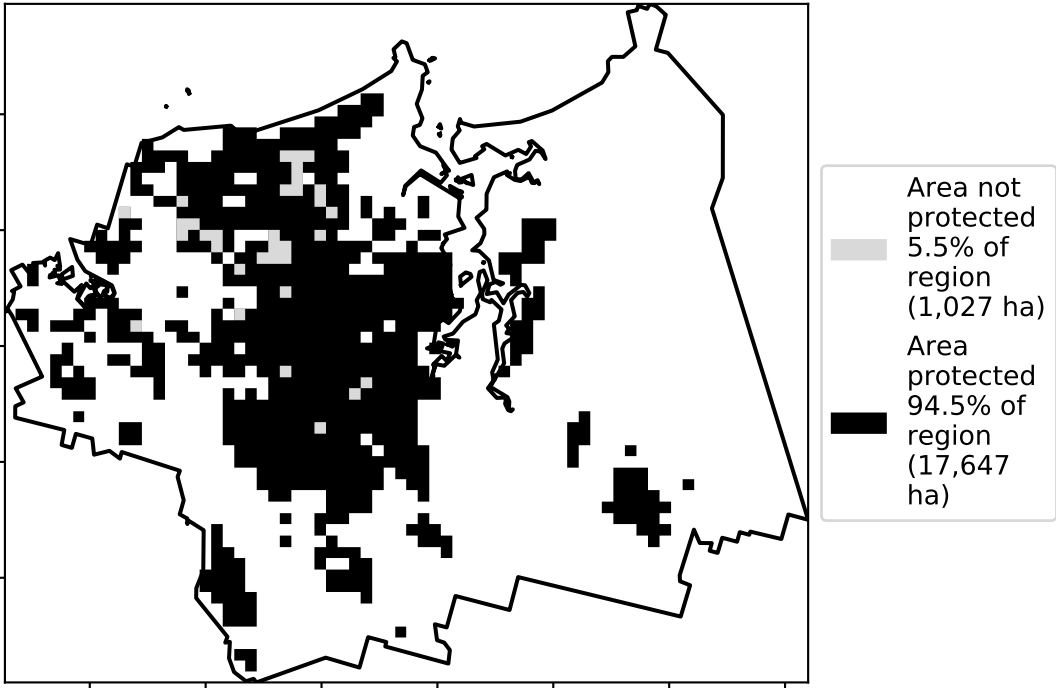 Area not
protected
5.5% of
region
(1,027 ha)
Area
protected
94.5% of
region
(17,647
ha)